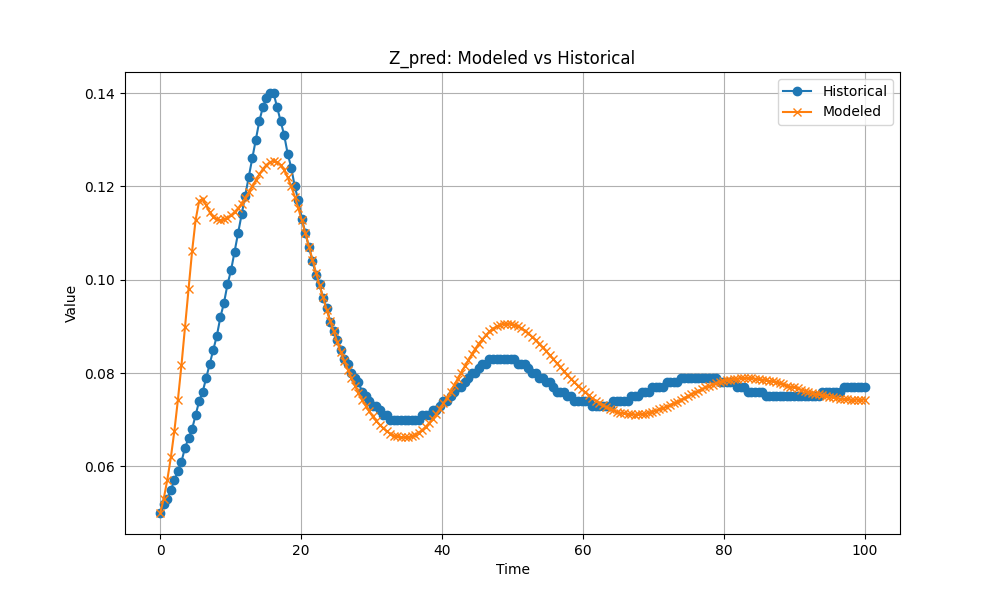 Z_pred: Modeled vs Historical
Historical
Modeled
0.14
0.12
0.10
0.08
0.06
Value
0 20 40 60 80 100
Time